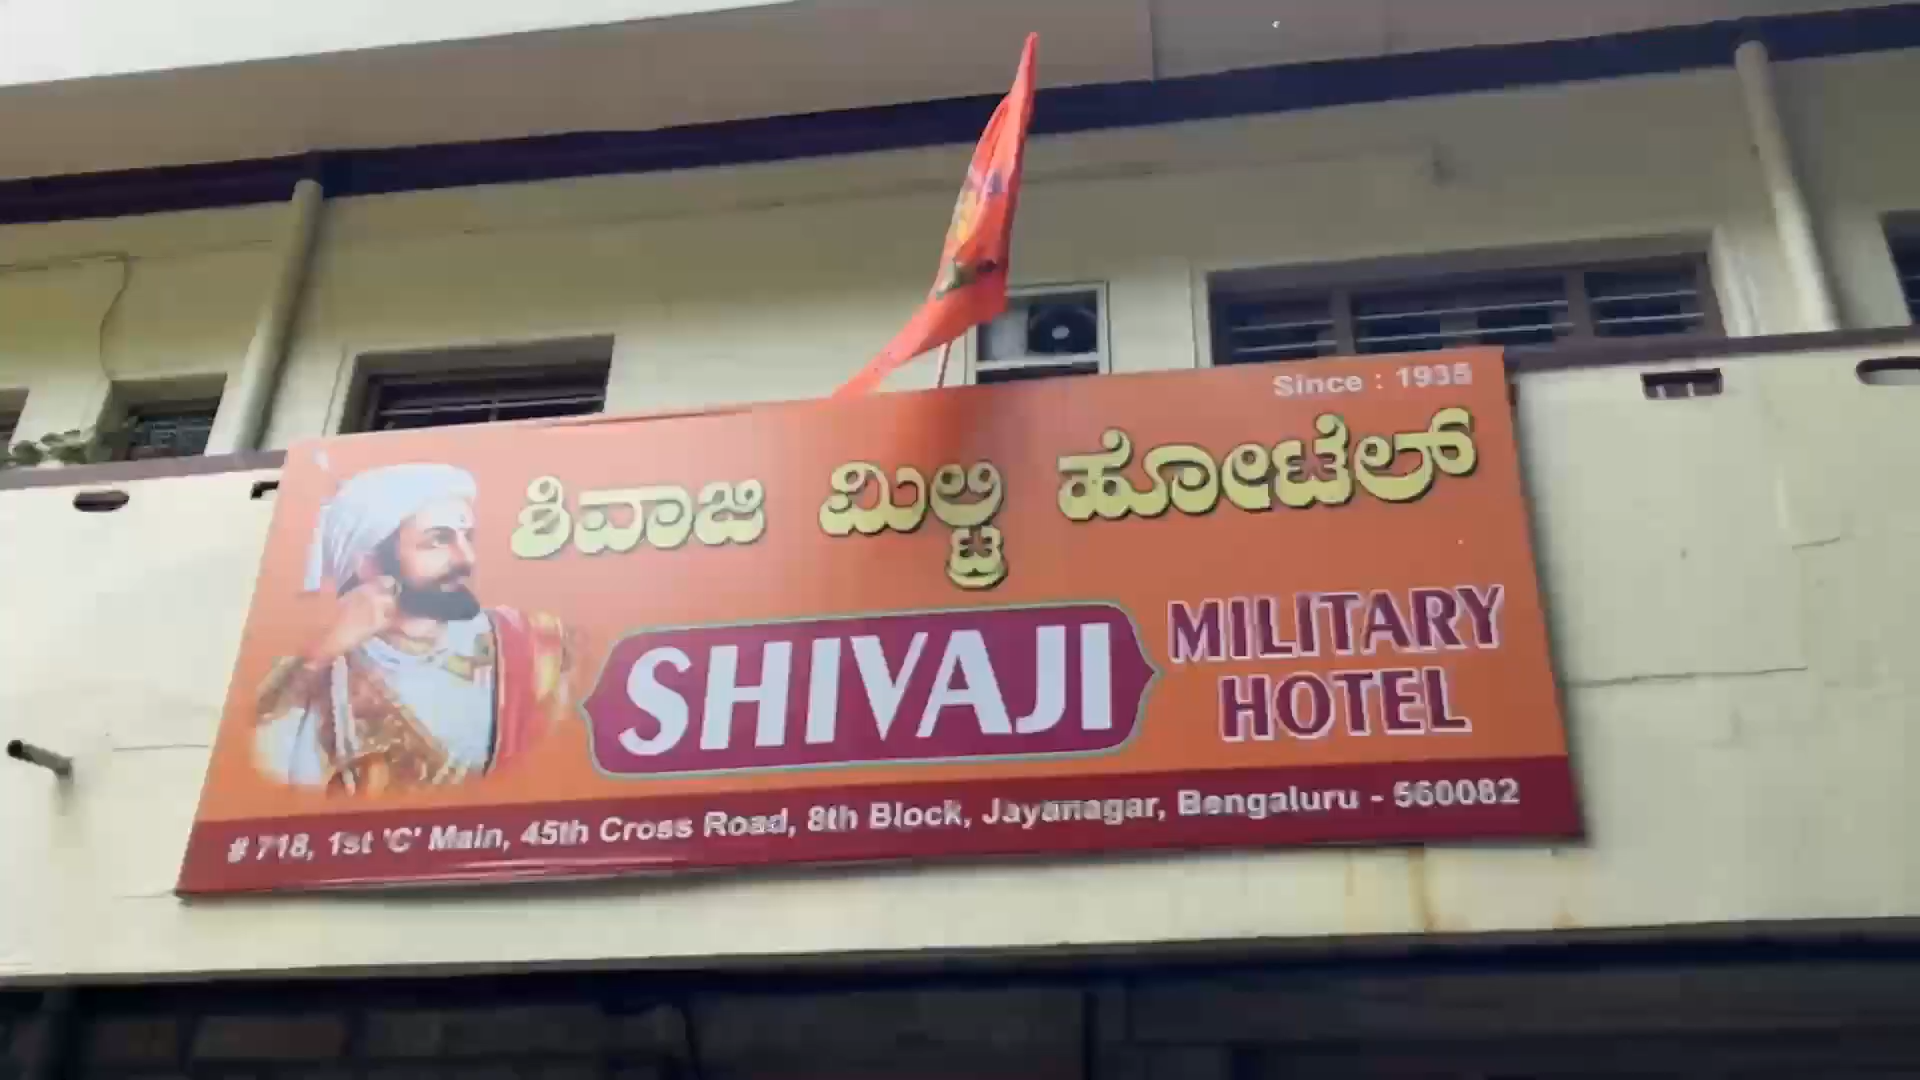 Since : 1935
ಶಿವಾಜಿ ಮಿಲ್ಟ್ರಿ ಹೋಟೆಲ್
SHIVAJI
MILITARY
HOTEL
# 718, 1st 'C' Main, 45th Cross Road, 8th Block, Jayanagar, Bengaluru - 560082